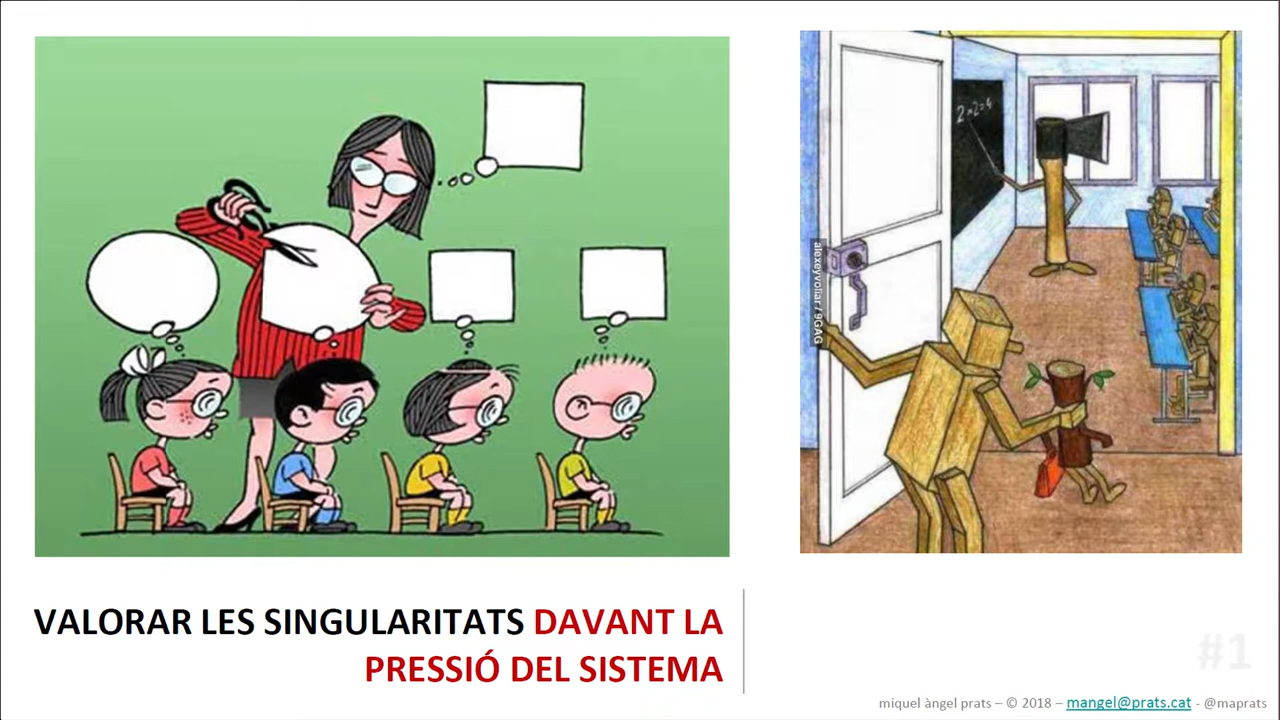 2×2=4
alexeyvoliar / 9GAG
VALORAR LES SINGULARITATS DAVANT LA
PRESSIÓ DEL SISTEMA
#1
miquel àngel prats – © 2018 – mangel@prats.cat - @maprats